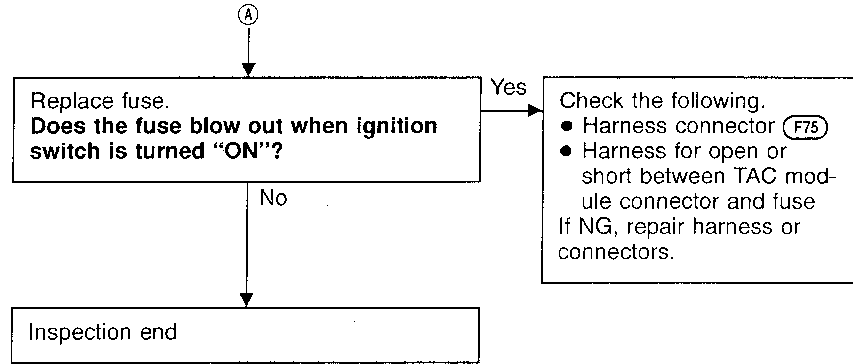 A
Replace fuse.
Does the fuse blow out when ignition
switch is turned “ON”?
Yes
Check the following.
● Harness connector F75
● Harness for open or
short between TAC mod-
ule connector and fuse
If NG, repair harness or
connectors.
No
Inspection end